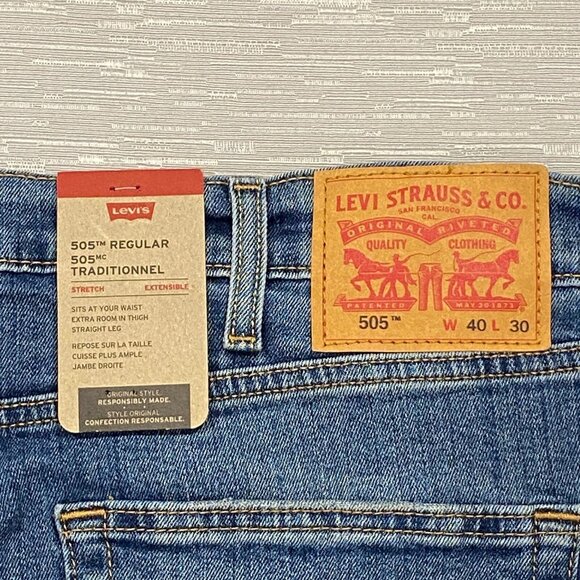 Levi's
505™ REGULAR
505MC
TRADITIONNEL
STRETCH EXTENSIBLE
SITS AT YOUR WAIST
EXTRA ROOM IN THIGH
STRAIGHT LEG
REPOSE SUR LA TAILLE
CUISSE PLUS AMPLE
JAMBE DROITE
ORIGINAL STYLE
RESPONSIBLY MADE.
STYLE ORIGINAL
CONFECTION RESPONSABLE.
LEVI STRAUSS & CO.
SAN FRANCISCO
CAL.
ORIGINAL RIVETED
QUALITY CLOTHING
PATENTED MAY 20 1873
505™ W 40 L 30